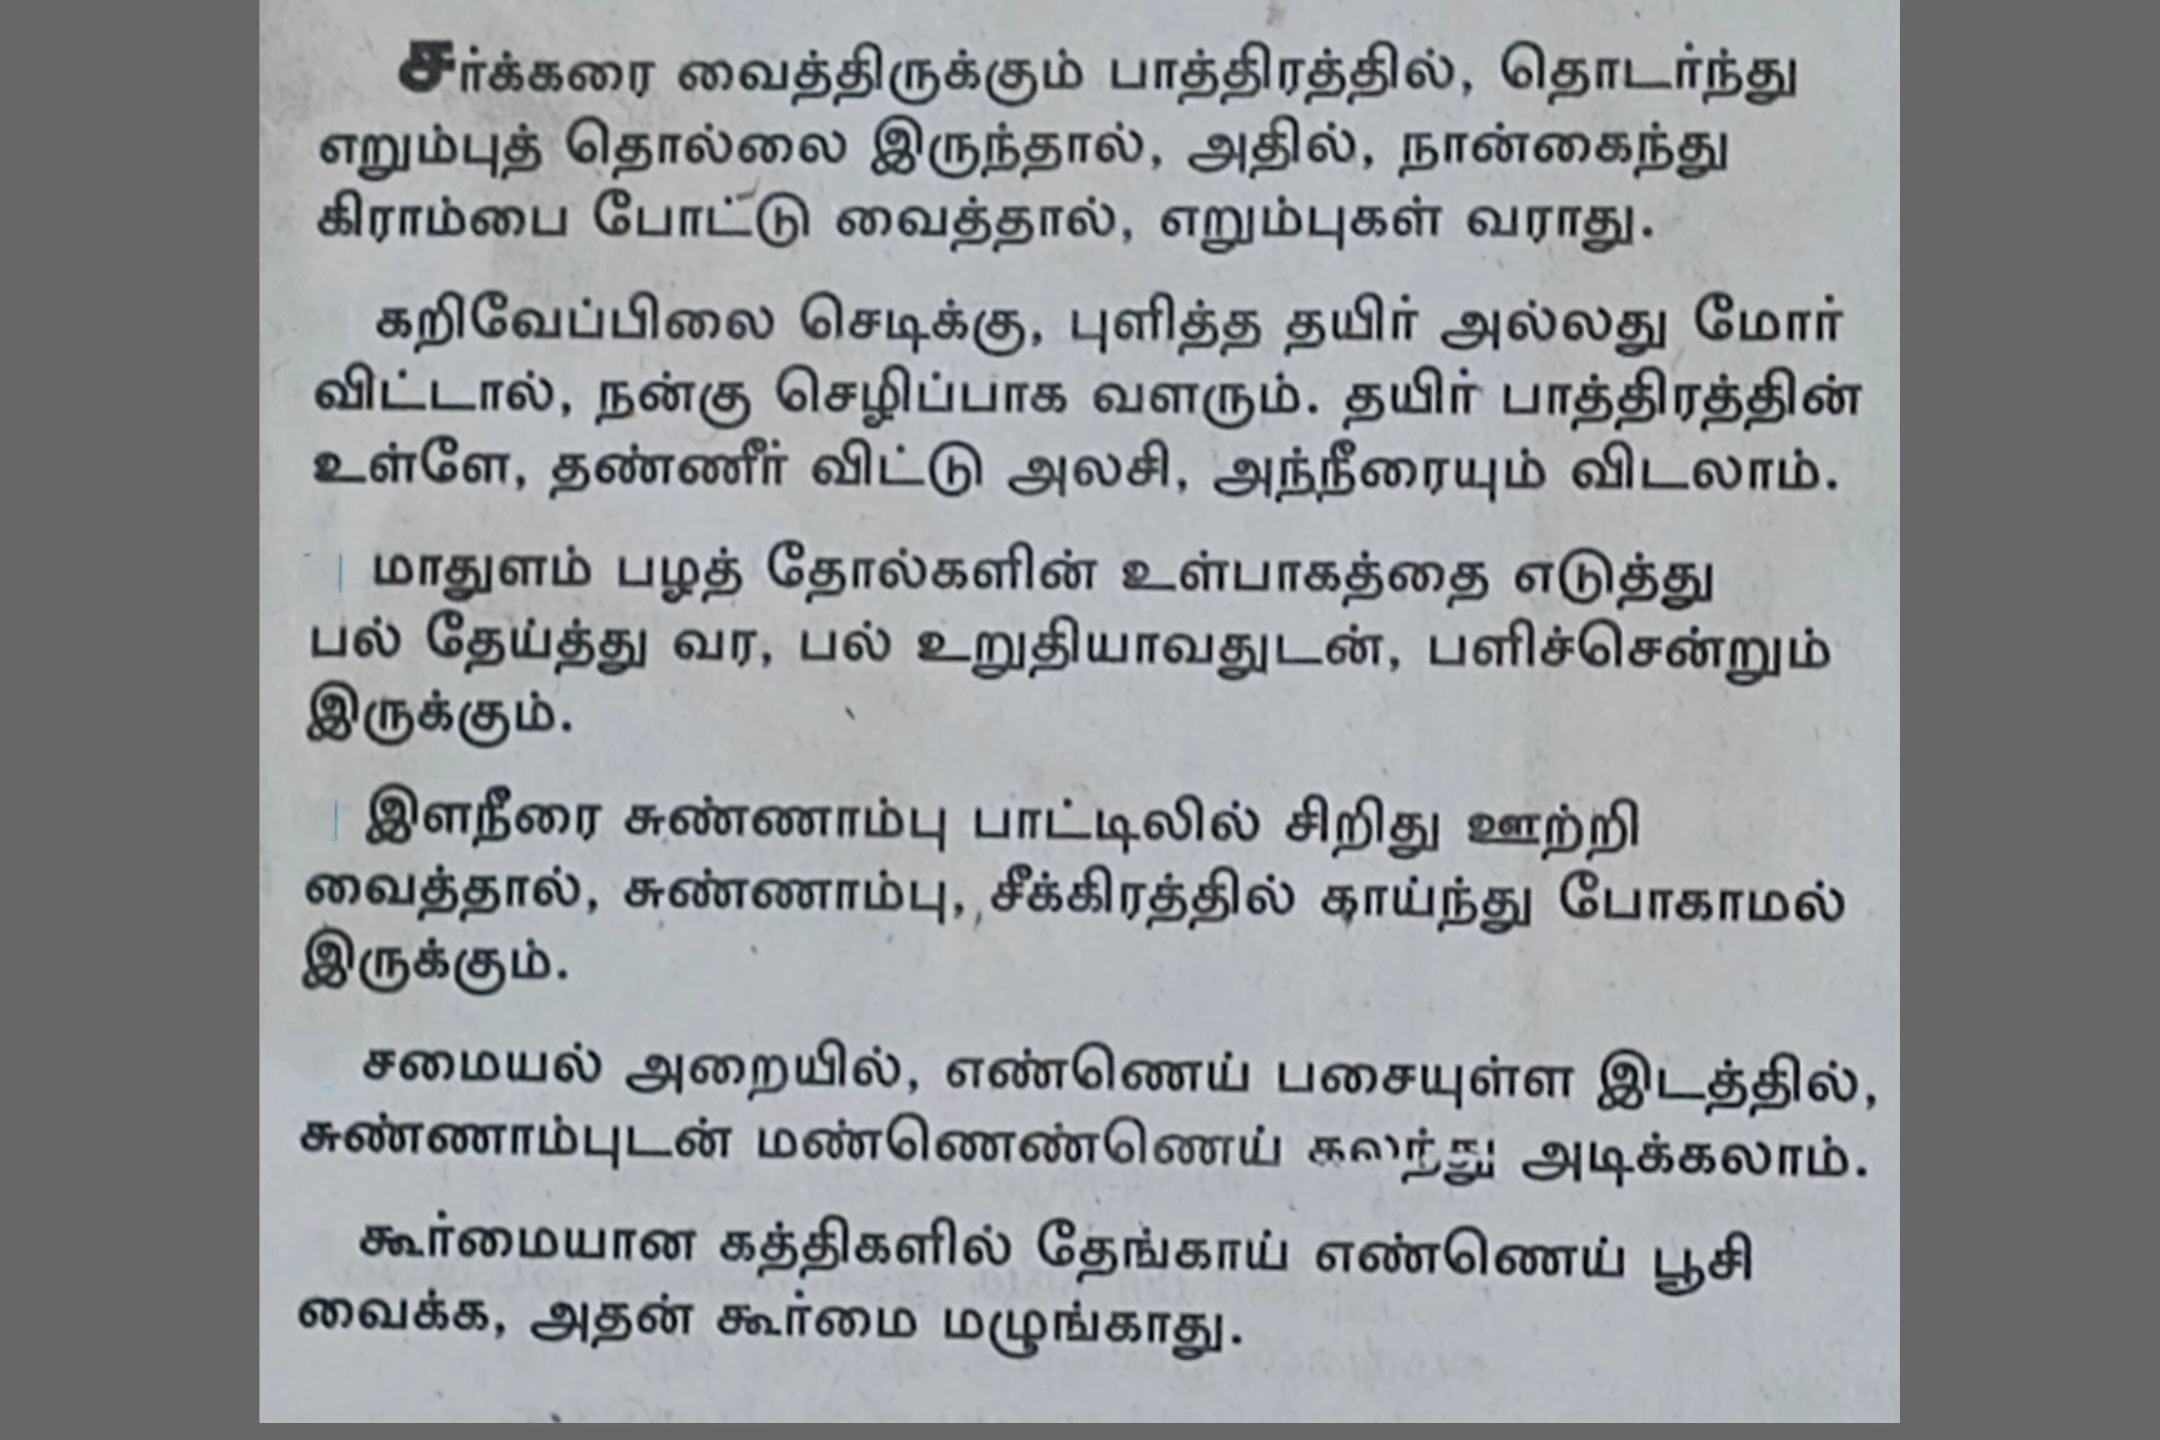 சர்க்கரை வைத்திருக்கும் பாத்திரத்தில், தொடர்ந்து
எறும்புத் தொல்லை இருந்தால், அதில், நான்கைந்து
கிராம்பை போட்டு வைத்தால், எறும்புகள் வராது.
கறிவேப்பிலை செடிக்கு, புளித்த தயிர் அல்லது மோர்
விட்டால், நன்கு செழிப்பாக வளரும். தயிர் பாத்திரத்தின்
உள்ளே, தண்ணீர் விட்டு அலசி, அந்நீரையும் விடலாம்.
மாதுளம் பழத் தோல்களின் உள்பாகத்தை எடுத்து
பல் தேய்த்து வர, பல் உறுதியாவதுடன், பளிச்சென்றும்
இருக்கும்.
இளநீரை சுண்ணாம்பு பாட்டிலில் சிறிது ஊற்றி
வைத்தால், சுண்ணாம்பு, சீக்கிரத்தில் காய்ந்து போகாமல்
இருக்கும்.
சமையல் அறையில், எண்ணெய் பசையுள்ள இடத்தில்,
சுண்ணாம்புடன் மண்ணெண்ணெய் கலந்து அடிக்கலாம்.
கூர்மையான கத்திகளில் தேங்காய் எண்ணெய் பூசி
வைக்க, அதன் கூர்மை மழுங்காது.